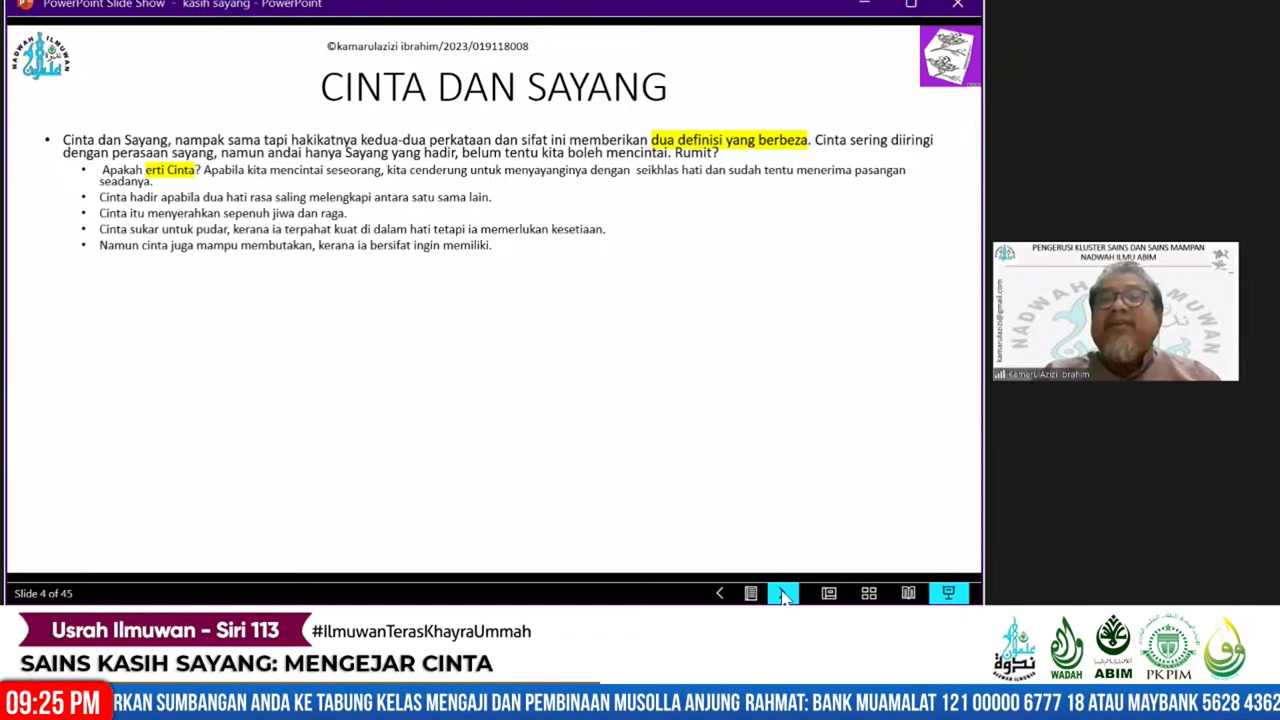 PowerPoint Slide Show - kasih sayang - PowerPoint
©kamarulazizi ibrahim/2023/019118008
CINTA DAN SAYANG
• Cinta dan Sayang, nampak sama tapi hakikatnya kedua-dua perkataan dan sifat ini memberikan dua definisi yang berbeza. Cinta sering diiringi
dengan perasaan sayang, namun andai hanya Sayang yang hadir, belum tentu kita boleh mencintai. Rumit?
• Apakah erti Cinta? Apabila kita mencintai seseorang, kita cenderung untuk menyayanginya dengan seikhlas hati dan sudah tentu menerima pasangan
seadanya.
• Cinta hadir apabila dua hati rasa saling melengkapi antara satu sama lain.
• Cinta itu menyerahkan sepenuh jiwa dan raga.
• Cinta sukar untuk pudar, kerana ia terpahat kuat di dalam hati tetapi ia memerlukan kesetiaan.
• Namun cinta juga mampu membutakan, kerana ia bersifat ingin memiliki.
Slide 4 of 45
PENGERUSI KLUSTER SAINS DAN SAINS MAMPAN
NADWAH ILMU ABIM
kamarulazizi@gmail.com
KamarulAzizi Ibrahim
Usrah Ilmuwan - Siri 113
#IlmuwanTerasKhayraUmmah
SAINS KASIH SAYANG: MENGEJAR CINTA
WADAH
ABIM
PKPIM
09:25 PM
RKAN SUMBANGAN ANDA KE TABUNG KELAS MENGAJI DAN PEMBINAAN MUSOLLA ANJUNG RAHMAT: BANK MUAMALAT 121 00000 6777 18 ATAU MAYBANK 5628 4362